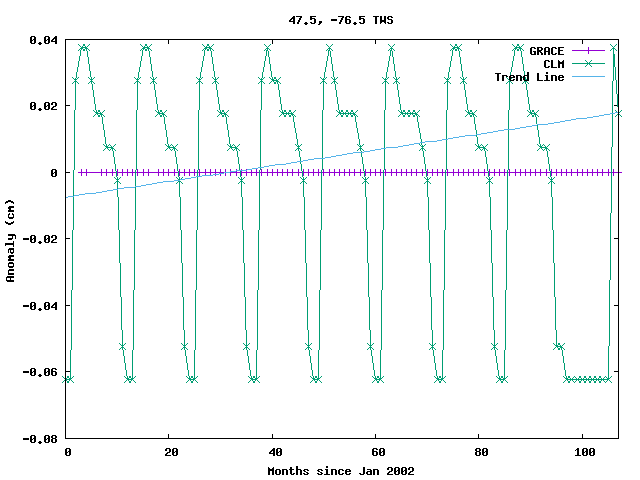 47.5, -76.5 TWS
GRACE
CLM
Trend Line
0.04
0.02
0
-0.02
-0.04
-0.06
-0.08
Anomaly (cm)
0 20 40 60 80 100
Months since Jan 2002